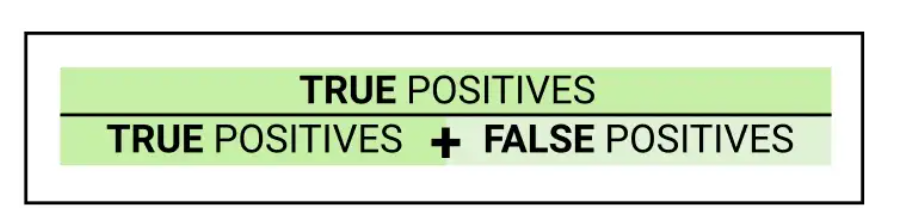 TRUE POSITIVES
TRUE POSITIVES + FALSE POSITIVES